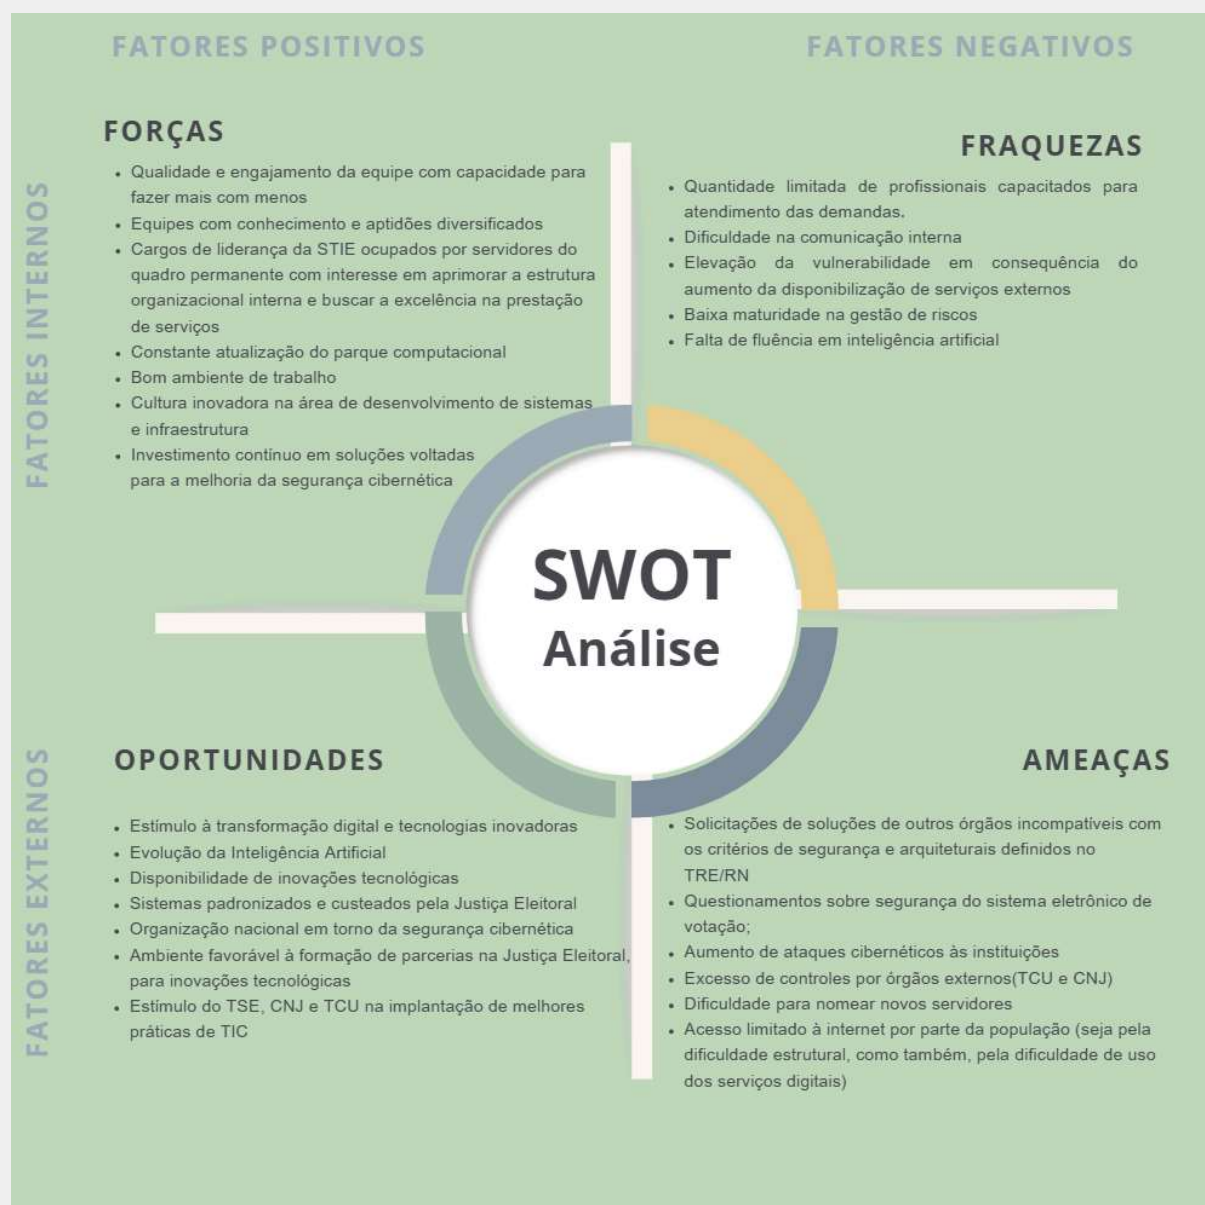 FATORES POSITIVOS
FATORES NEGATIVOS
FATORES INTERNOS
FORÇAS
• Qualidade e engajamento da equipe com capacidade para
fazer mais com menos
• Equipes com conhecimento e aptidões diversificados
• Cargos de liderança da STIE ocupados por servidores do
quadro permanente com interesse em aprimorar a estrutura
organizacional interna e buscar a excelência na prestação
de serviços
• Constante atualização do parque computacional
• Bom ambiente de trabalho
• Cultura inovadora na área de desenvolvimento de sistemas
e infraestrutura
• Investimento contínuo em soluções voltadas
para a melhoria da segurança cibernética
FRAQUEZAS
• Quantidade limitada de profissionais capacitados para
atendimento das demandas.
• Dificuldade na comunicação interna
• Elevação da vulnerabilidade em consequência do
aumento da disponibilização de serviços externos
• Baixa maturidade na gestão de riscos
• Falta de fluência em inteligência artificial
SWOT
Análise
FATORES EXTERNOS
OPORTUNIDADES
• Estímulo à transformação digital e tecnologias inovadoras
• Evolução da Inteligência Artificial
• Disponibilidade de inovações tecnológicas
• Sistemas padronizados e custeados pela Justiça Eleitoral
• Organização nacional em torno da segurança cibernética
• Ambiente favorável à formação de parcerias na Justiça Eleitoral,
para inovações tecnológicas
• Estímulo do TSE, CNJ e TCU na implantação de melhores
práticas de TIC
AMEAÇAS
• Solicitações de soluções de outros órgãos incompatíveis com
os critérios de segurança e arquiteturais definidos no
TRE/RN
• Questionamentos sobre segurança do sistema eletrônico de
votação;
• Aumento de ataques cibernéticos às instituições
• Excesso de controles por órgãos externos(TCU e CNJ)
• Dificuldade para nomear novos servidores
• Acesso limitado à internet por parte da população (seja pela
dificuldade estrutural, como também, pela dificuldade de uso
dos serviços digitais)